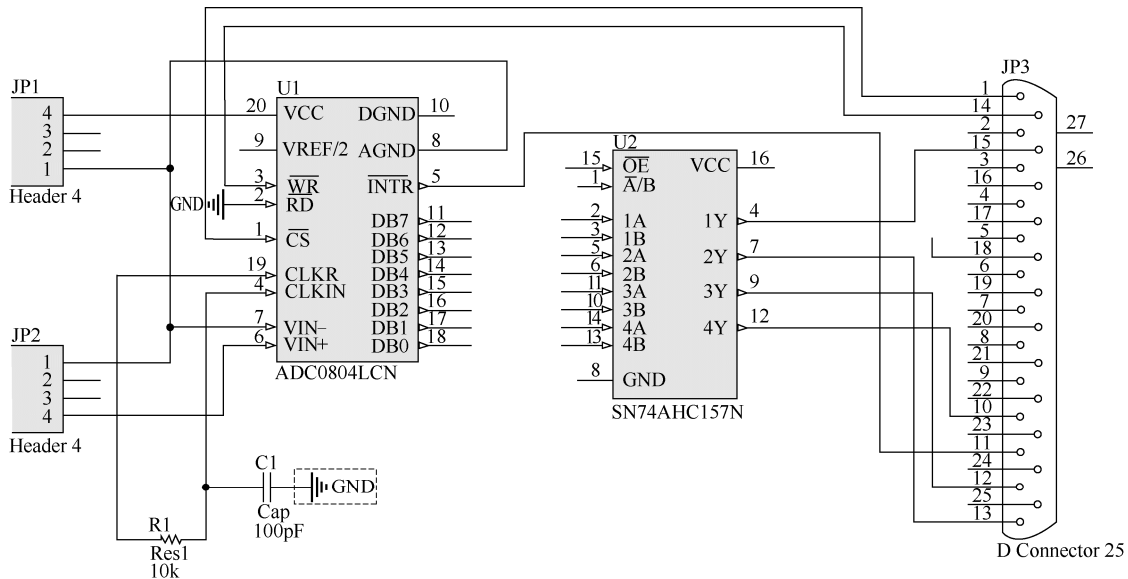 JP1
4
3
2
1
Header 4
JP2
1
2
3
4
Header 4
U1
20 VCC DGND 10
9 VREF/2 AGND 8
3 WR INTR 5
GND 2 RD
DB7 11
1 CS DB6 12
DB5 13
19 CLKR DB4 14
4 CLKIN DB3 15
DB2 16
7 VIN– DB1 17
6 VIN+ DB0 18
ADC0804LCN
U2
15 OE VCC 16
1 A/B
2 1A 1Y 4
3 1B
5 2A 2Y 7
6 2B
11 3A 3Y 9
10 3B
14 4A 4Y 12
13 4B
8 GND
SN74AHC157N
C1
GND
Cap
100pF
R1
Res1
10k
JP3
1
14
2
27
15
3
26
16
4
17
5
18
6
19
7
20
8
21
9
22
10
23
11
24
12
25
13
D Connector 25